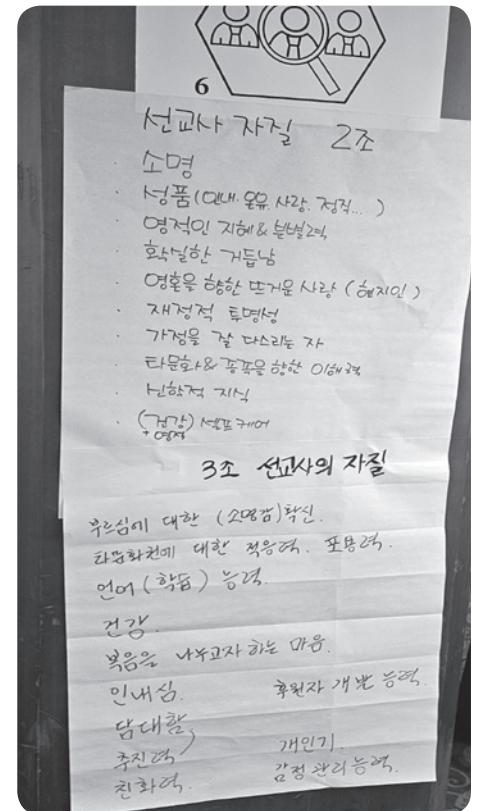 6
선교사 자질 2조
· 소명
· 성품 (인내. 온유. 사랑. 정직... )
· 영적인 지혜 & 분별력
· 확실한 거듭남
· 영혼을 향한 뜨거운 사랑 (현지인)
· 재정적 투명성
· 가정을 잘 다스리는 자
· 타문화 & 종족을 향한 이해력
· 신학적 지식
· (건강) 셀프케어
+ 영성
3조 선교사의 자질
부르심에 대한 (소명감) 확신.
타문화권에 대한 적응력. 포용력.
언어 (학습) 능력.
건강.
복음을 나누고자 하는 마음.
인내심. 후원자 개발 능력.
담대함,
추진력 개인기.
친화력. 감정관리능력.